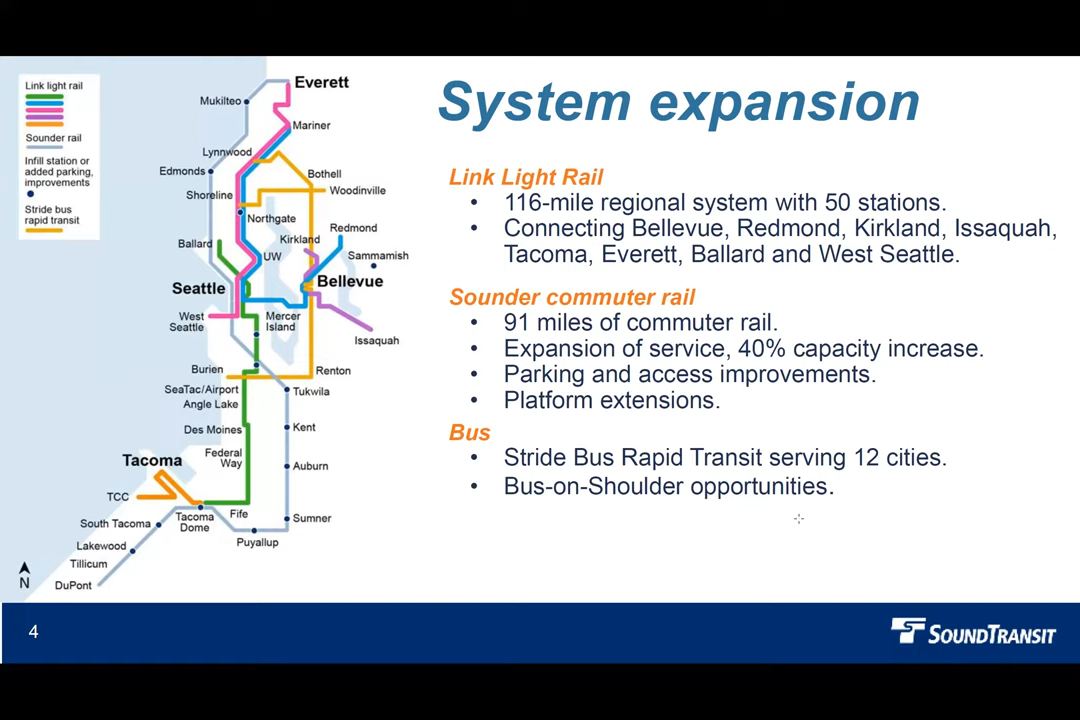 Link light rail
Sounder rail
Infill station or
added parking,
improvements
Stride bus
rapid transit
Everett
Mukilteo
Mariner
Lynnwood
Edmonds
Bothell
Woodinville
Shoreline
Northgate
Redmond
Kirkland
Ballard
UW
Sammamish
Bellevue
Seattle
West
Seattle
Mercer
Island
Issaquah
Burien
Renton
SeaTac/Airport
Tukwila
Angle Lake
Des Moines
Kent
Federal
Way
Tacoma
Auburn
TCC
Fife
Tacoma
Dome
South Tacoma
Sumner
Puyallup
Lakewood
Tillicum
DuPont
N
System expansion
Link Light Rail
• 116-mile regional system with 50 stations.
• Connecting Bellevue, Redmond, Kirkland, Issaquah,
Tacoma, Everett, Ballard and West Seattle.
Sounder commuter rail
• 91 miles of commuter rail.
• Expansion of service, 40% capacity increase.
• Parking and access improvements.
• Platform extensions.
Bus
• Stride Bus Rapid Transit serving 12 cities.
• Bus-on-Shoulder opportunities.
4
SOUNDTRANSIT